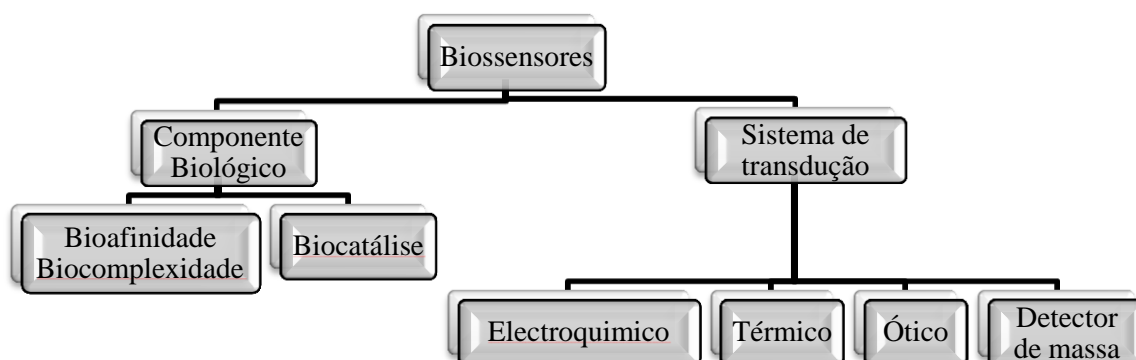 Biossensores
Componente
Biológico
Sistema de
transdução
Bioafinidade
Biocomplexidade
Biocatálise
Electroquimico
Térmico
Ótico
Detector
de massa